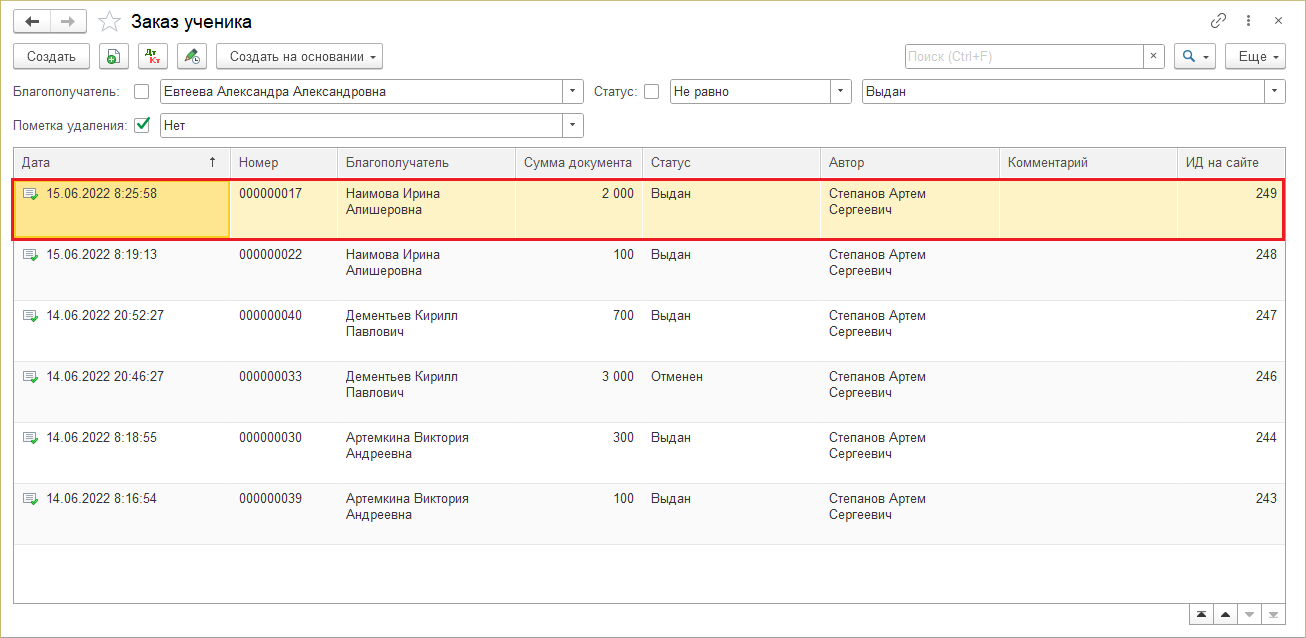 Заказ ученика
Создать Дт Кт Создать на основании Поиск (Ctrl+F) × Еще
Благополучатель: Евтеева Александра Александровна Статус: Не равно Выдан
Пометка удаления: Нет
Дата ↑ Номер Благополучатель Сумма документа Статус Автор Комментарий ИД на сайте
15.06.2022 8:25:58 000000017 Наимова Ирина 2 000 Выдан Степанов Артем 249
Алишеровна Сергеевич
15.06.2022 8:19:13 000000022 Наимова Ирина 100 Выдан Степанов Артем 248
Алишеровна Сергеевич
14.06.2022 20:52:27 000000040 Дементьев Кирилл 700 Выдан Степанов Артем 247
Павлович Сергеевич
14.06.2022 20:46:27 000000033 Дементьев Кирилл 3 000 Отменен Степанов Артем 246
Павлович Сергеевич
14.06.2022 8:18:55 000000030 Артемкина Виктория 300 Выдан Степанов Артем 244
Андреевна Сергеевич
14.06.2022 8:16:54 000000039 Артемкина Виктория 100 Выдан Степанов Артем 243
Андреевна Сергеевич